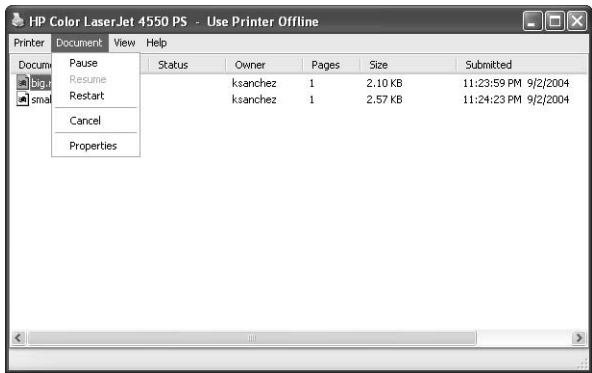 HP Color LaserJet 4550 PS - Use Printer Offline
Printer Document View Help
Docume Status Owner Pages Size Submitted
Pause
Resume
Restart
Cancel
Properties
big.r ksanchez 1 2.10 KB 11:23:59 PM 9/2/2004
smal ksanchez 1 2.57 KB 11:24:23 PM 9/2/2004